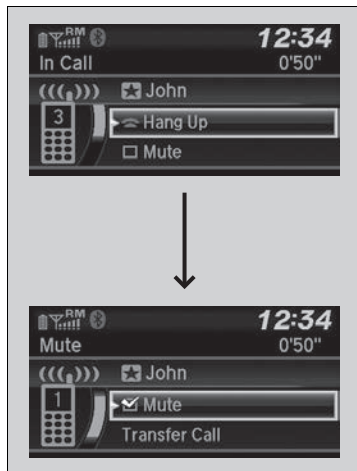 RM 12:34
In Call 0'50"
John
3
Hang Up
Mute
RM 12:34
Mute 0'50"
John
1
Mute
Transfer Call